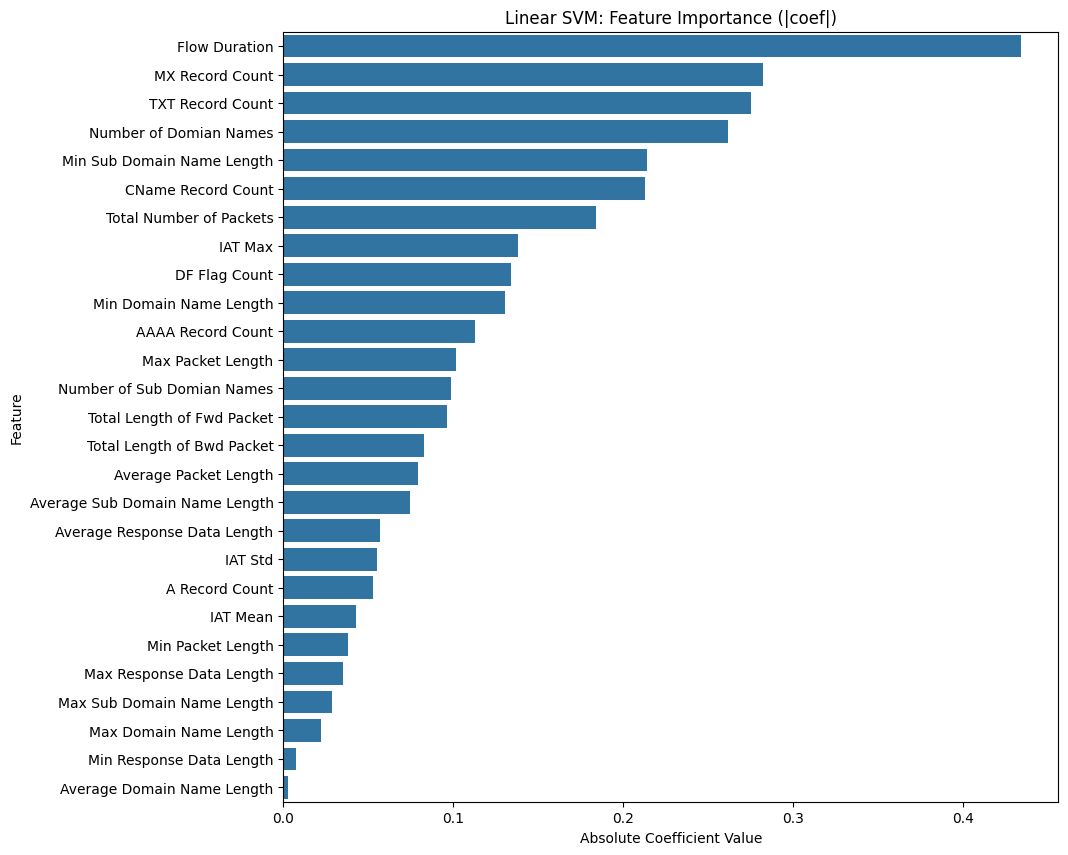 Linear SVM: Feature Importance (|coef|)
Flow Duration
MX Record Count
TXT Record Count
Number of Domian Names
Min Sub Domain Name Length
CName Record Count
Total Number of Packets
IAT Max
DF Flag Count
Min Domain Name Length
AAAA Record Count
Max Packet Length
Number of Sub Domian Names
Total Length of Fwd Packet
Total Length of Bwd Packet
Average Packet Length
Average Sub Domain Name Length
Average Response Data Length
IAT Std
A Record Count
IAT Mean
Min Packet Length
Max Response Data Length
Max Sub Domain Name Length
Max Domain Name Length
Min Response Data Length
Average Domain Name Length
Feature
0.0 0.1 0.2 0.3 0.4
Absolute Coefficient Value